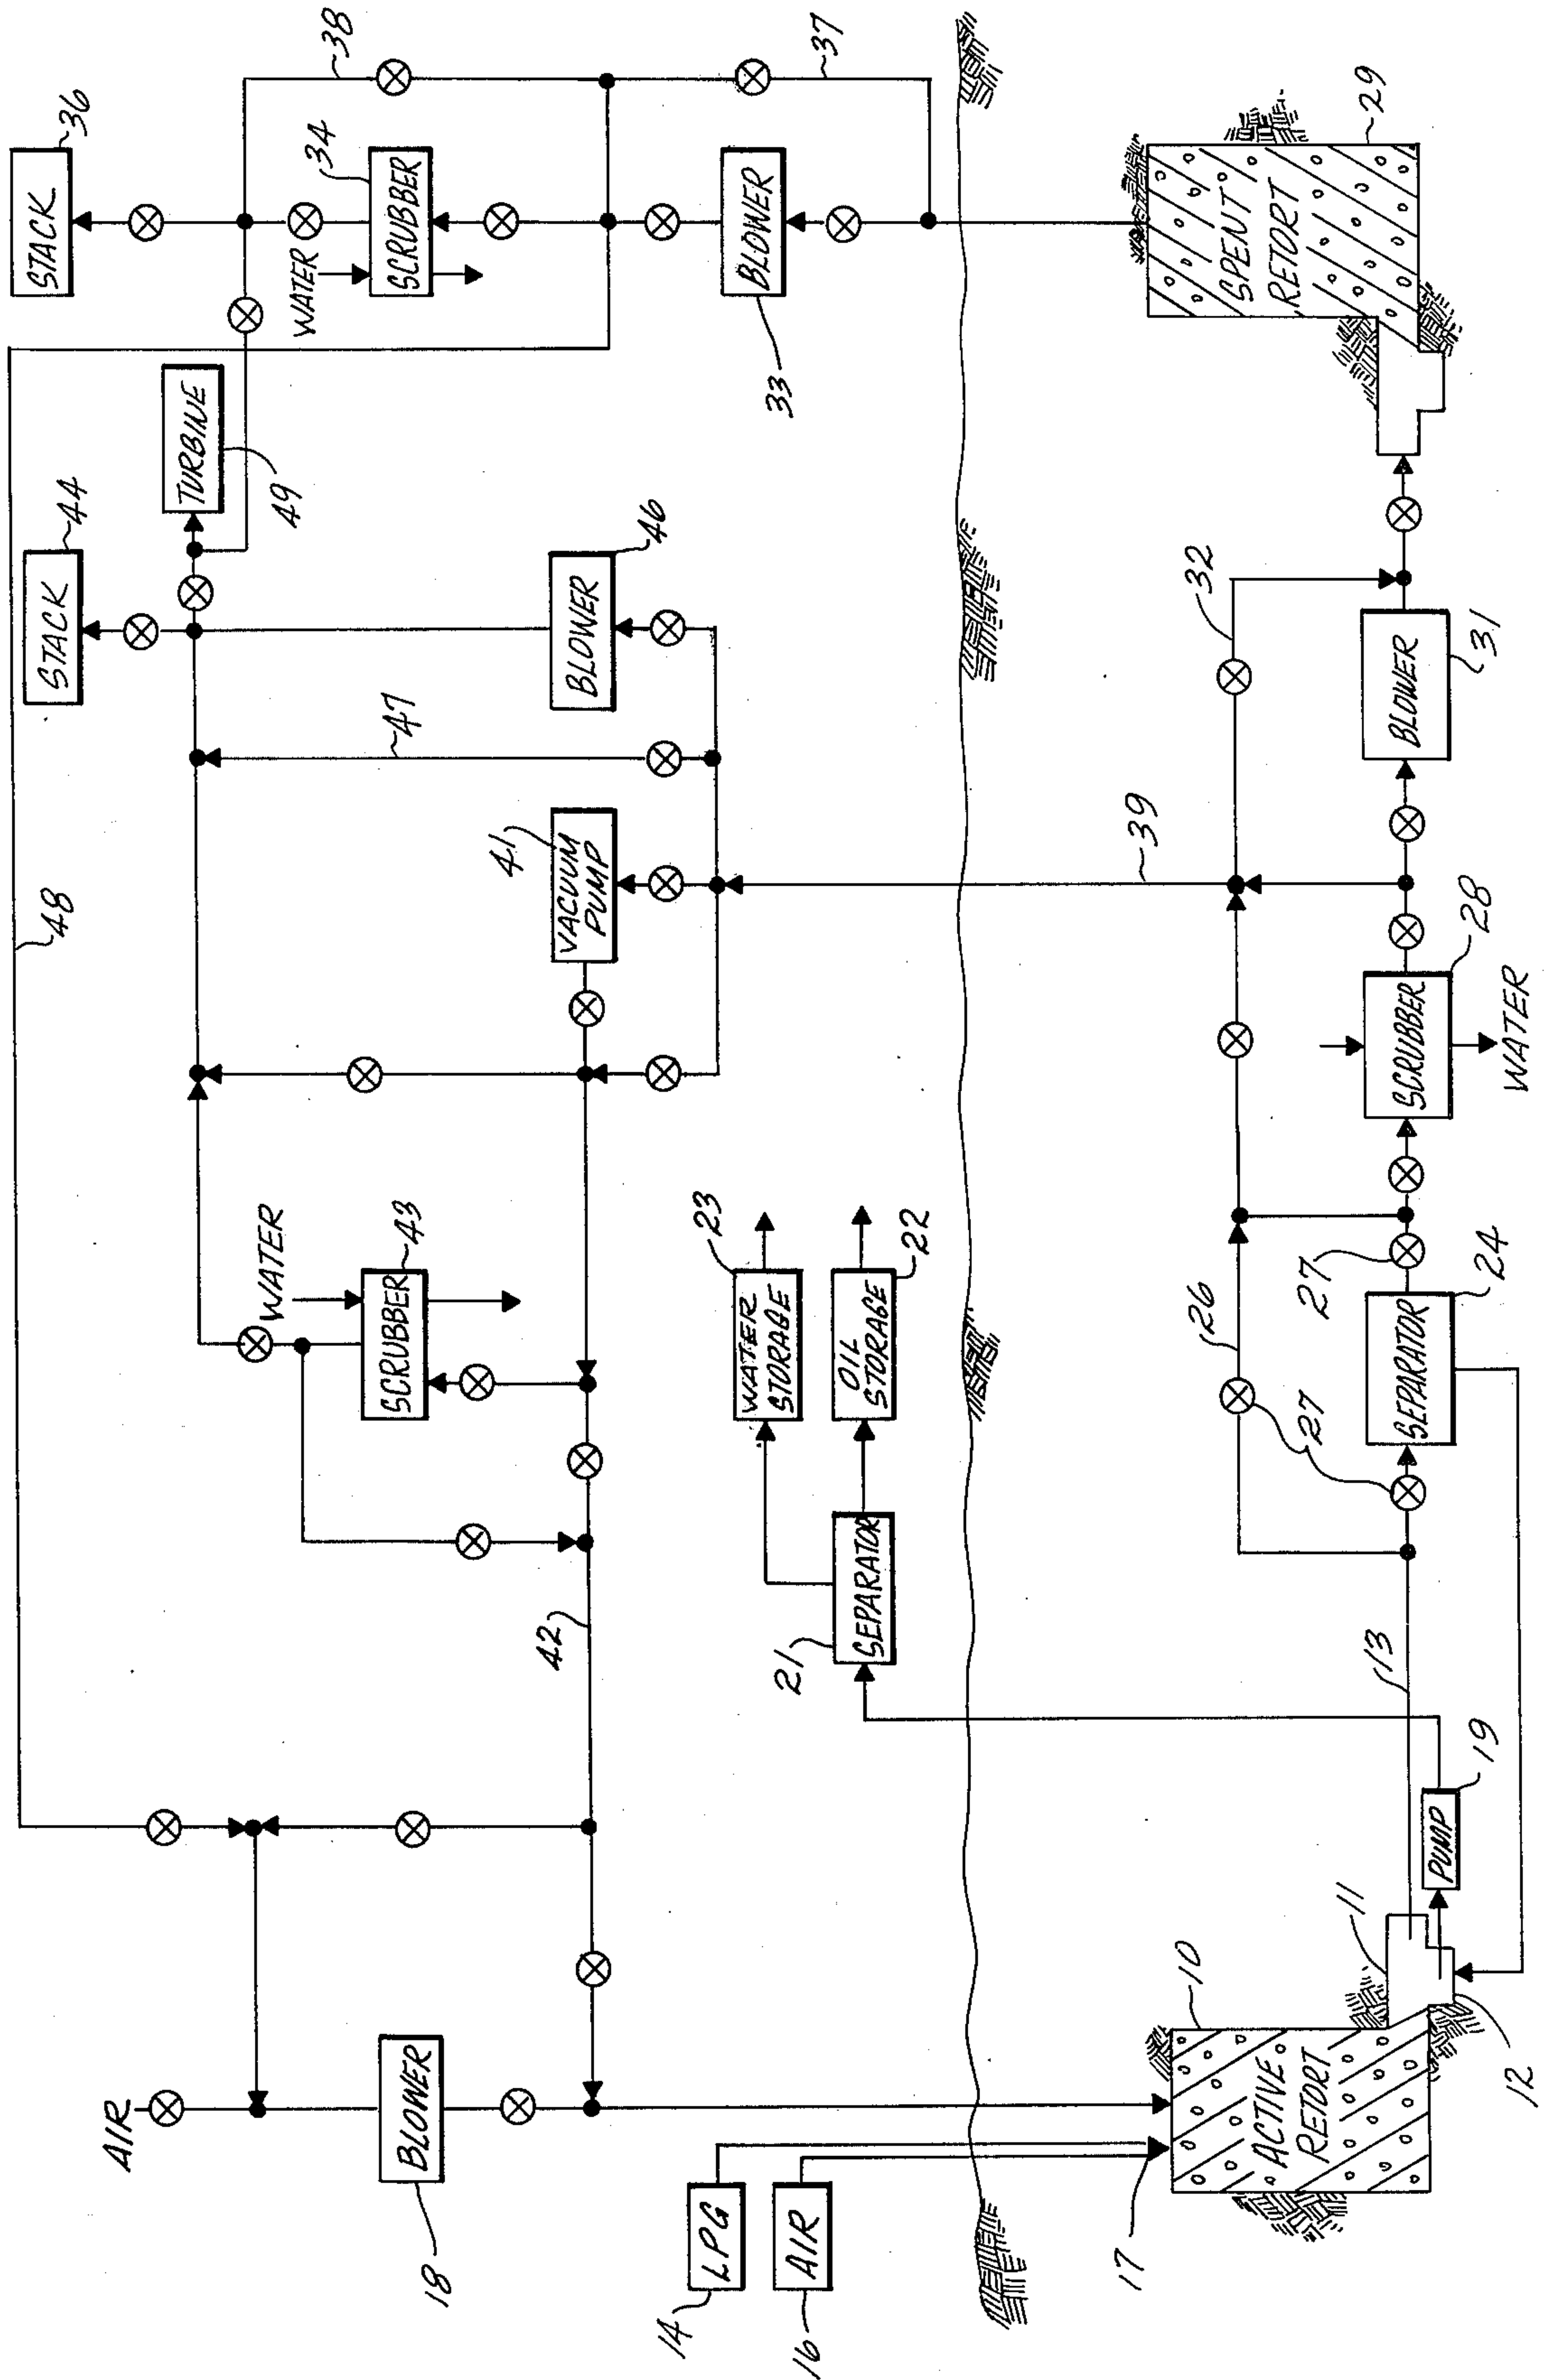 AIR
BLOWER
18
LPG
14
AIR
16
17
ACTIVE
RETORT
10
11
12
PUMP
19
13
SEPARATOR
21
WATER
STORAGE
23
OIL
STORAGE
22
42
WATER
SCRUBBER
43
48
VACUUM
PUMP
41
47
BLOWER
46
STACK
44
TURBINE
49
STACK
36
WATER
SCRUBBER
34
38
BLOWER
33
37
26
27
SEPARATOR
27
24
SCRUBBER
28
WATER
39
BLOWER
31
32
SPENT
RETORT
29